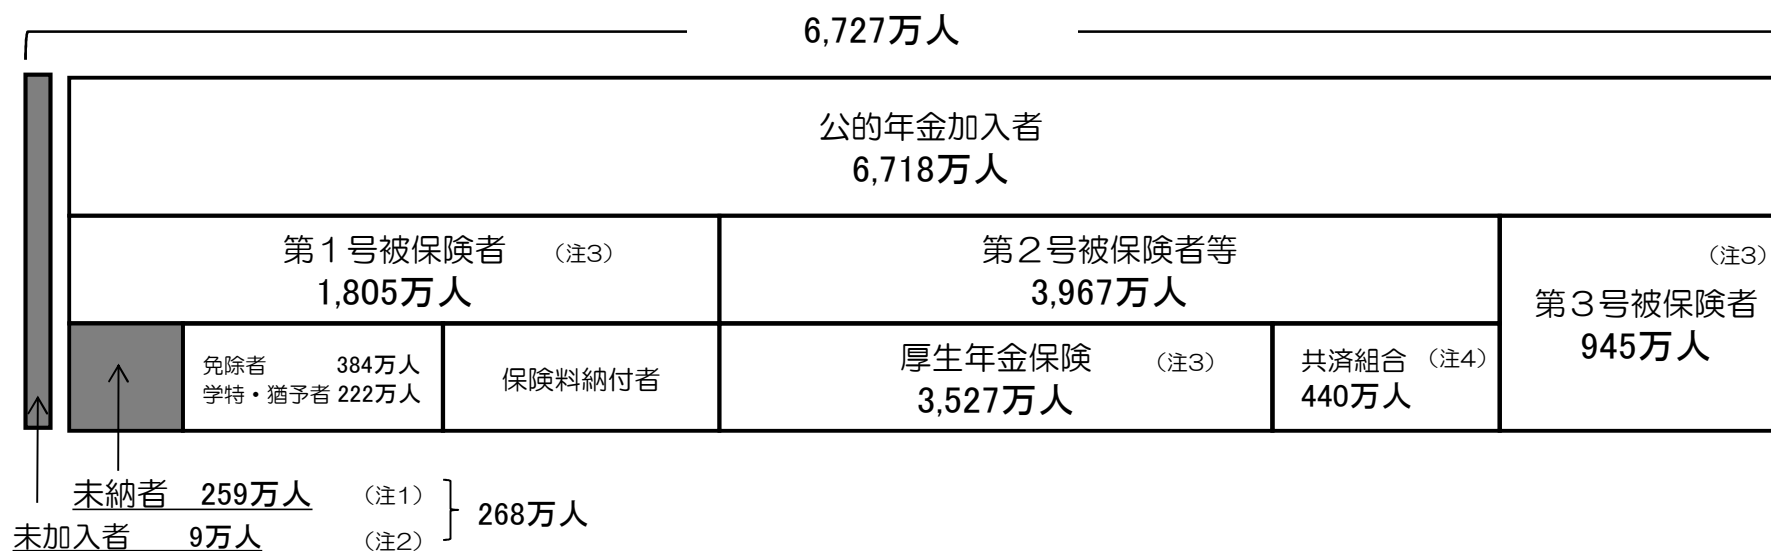 6,727万人
公的年金加入者
6,718万人
第１号被保険者 （注3）
1,805万人
第２号被保険者等
3,967万人
（注3）
第３号被保険者
945万人
免除者 384万人
学特・猶予者 222万人
保険料納付者
厚生年金保険 （注3）
3,527万人
共済組合 （注4）
440万人
未納者 259万人 （注1）
未加入者 9万人 （注2）
268万人